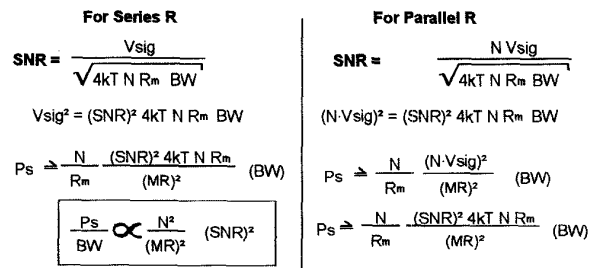 For Series R
SNR = Vsig / √4kT N Rm BW
Vsig² = (SNR)² 4kT N Rm BW
Ps ≙ N/Rm (SNR)² 4kT N Rm/(MR)² (BW)
Ps/BW ∝ N²/(MR)² (SNR)²
For Parallel R
SNR = N Vsig / √4kT N Rm BW
(N·Vsig)² = (SNR)² 4kT N Rm BW
Ps ≙ N/Rm (N·Vsig)²/(MR)² (BW)
Ps ≙ N/Rm (SNR)² 4kT N Rm/(MR)² (BW)